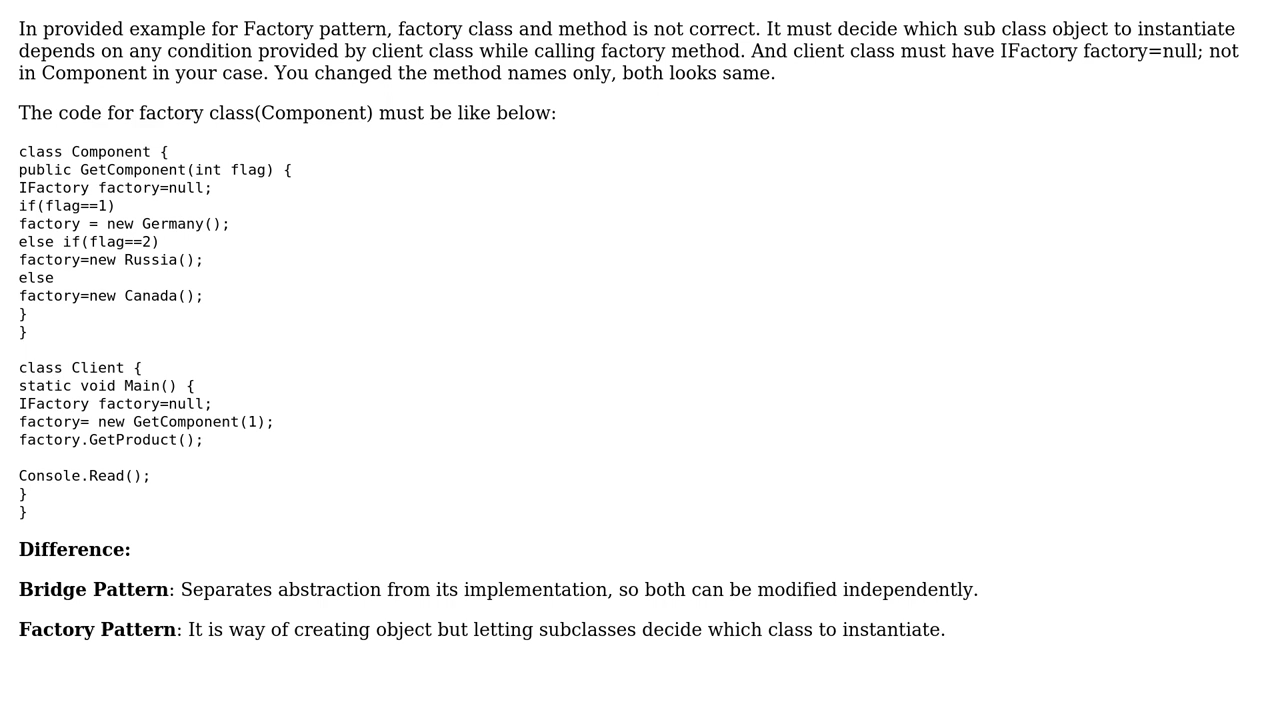 In provided example for Factory pattern, factory class and method is not correct. It must decide which sub class object to instantiate
depends on any condition provided by client class while calling factory method. And client class must have IFactory factory=null; not
in Component in your case. You changed the method names only, both looks same.
The code for factory class(Component) must be like below:
class Component {
public GetComponent(int flag) {
IFactory factory=null;
if(flag==1)
factory = new Germany();
else if(flag==2)
factory=new Russia();
else
factory=new Canada();
}
}
class Client {
static void Main() {
IFactory factory=null;
factory= new GetComponent(1);
factory.GetProduct();
Console.Read();
}
}
Difference:
Bridge Pattern: Separates abstraction from its implementation, so both can be modified independently.
Factory Pattern: It is way of creating object but letting subclasses decide which class to instantiate.